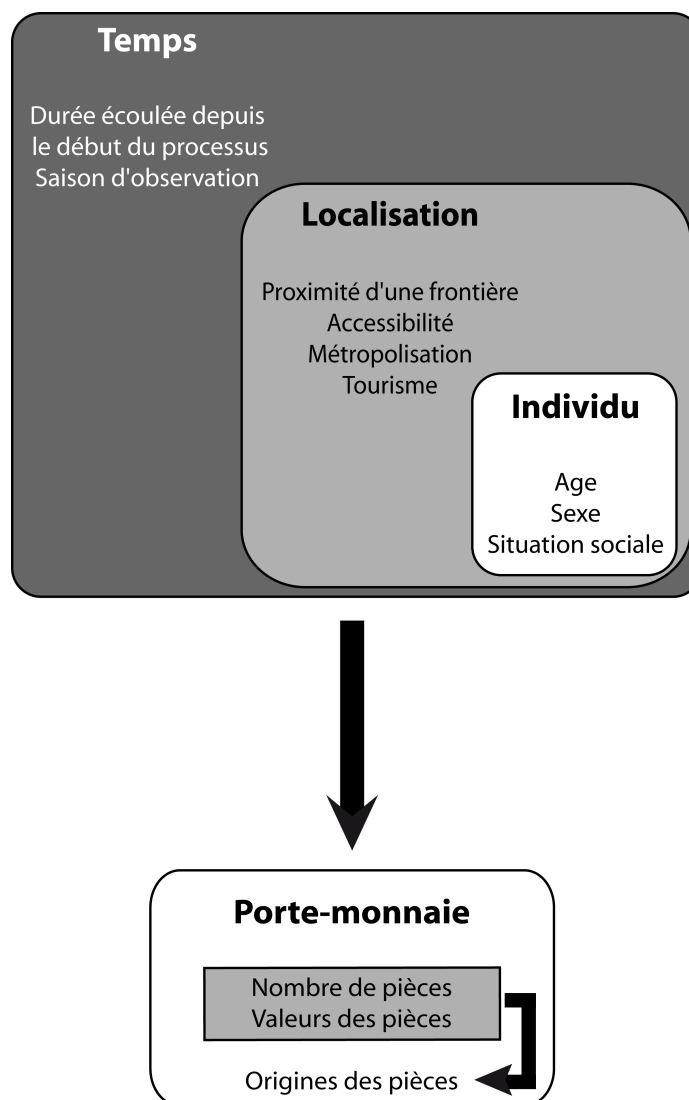 Temps
Durée écoulée depuis
le début du processus
Saison d'observation
Localisation
Proximité d'une frontière
Accessibilité
Métropolisation
Tourisme
Individu
Age
Sexe
Situation sociale
Porte-monnaie
Nombre de pièces
Valeurs des pièces
Origines des pièces